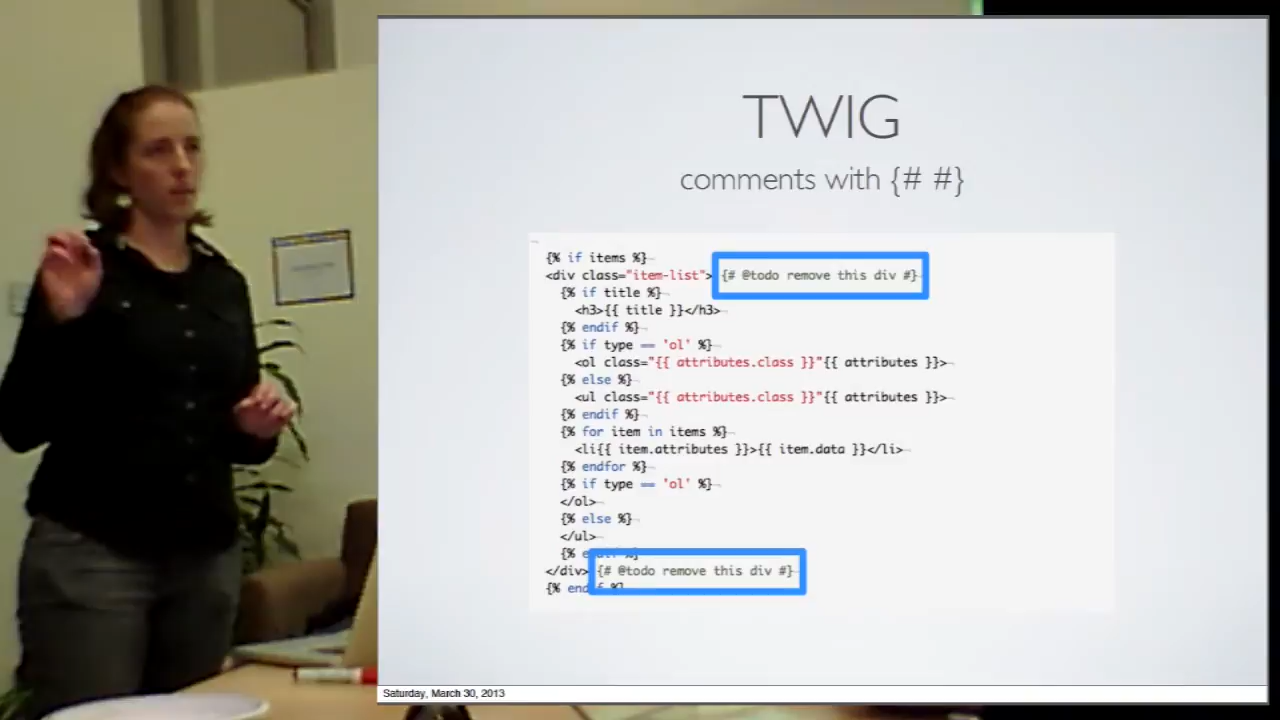 TWIG
comments with {# #}
{% if items %}
<div class="item-list"> {# @todo remove this div #}
{% if title %}
<h3>{{ title }}</h3>
{% endif %}
{% if type == 'ol' %}
<ol class="{{ attributes.class }}"{{ attributes }}>
{% else %}
<ul class="{{ attributes.class }}"{{ attributes }}>
{% endif %}
{% for item in items %}
<li{{ item.attributes }}>{{ item.data }}</li>
{% endfor %}
{% if type == 'ol' %}
</ol>
{% else %}
</ul>
{% endif %}
</div> {# @todo remove this div #}
{% endif %}
Saturday, March 30, 2013